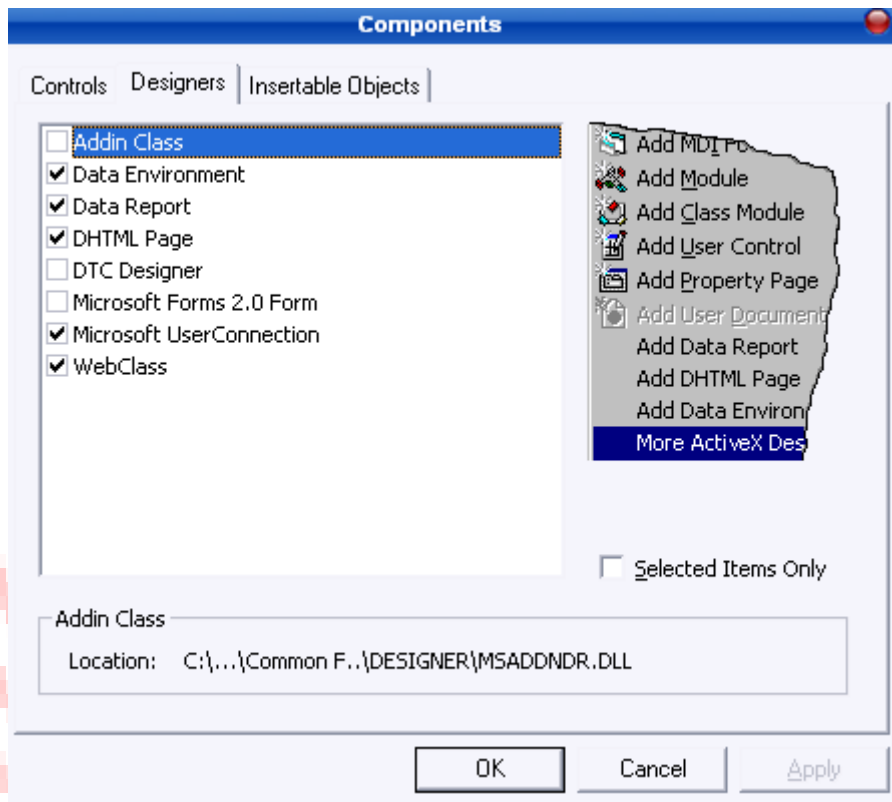 Components
Controls Designers Insertable Objects
Addin Class
Data Environment
Data Report
DHTML Page
DTC Designer
Microsoft Forms 2.0 Form
Microsoft UserConnection
WebClass
Add MDI
Add Module
Add Class Module
Add User Control
Add Property Page
Add User Document
Add Data Report
Add DHTML Page
Add Data Environ
More ActiveX Des
Selected Items Only
Addin Class
Location: C:\...\Common F..\DESIGNER\MSADDNDR.DLL
OK Cancel Apply